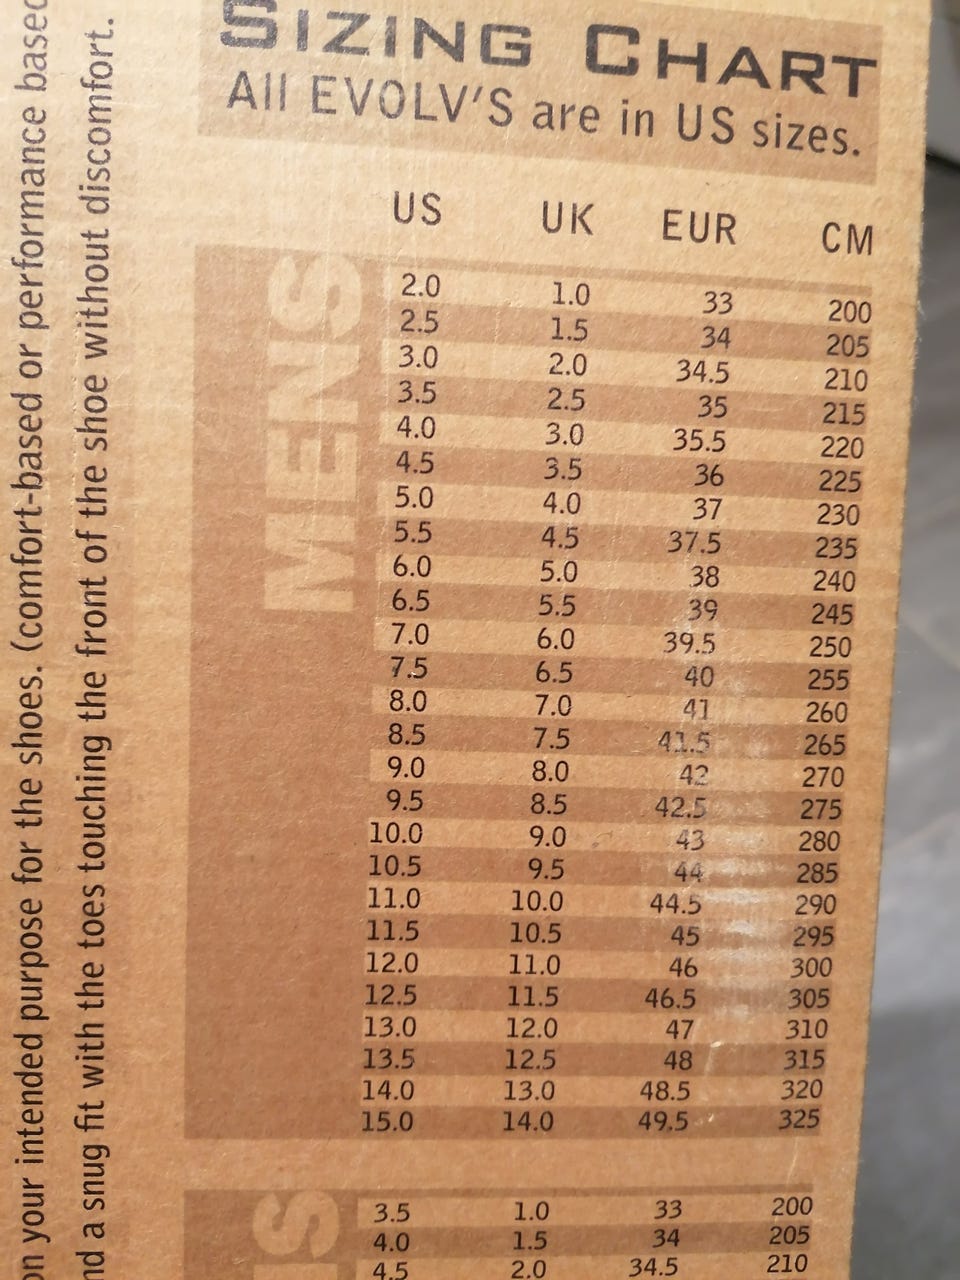 SIZING CHART
All EVOLV'S are in US sizes.
US UK EUR CM
MENS
2.0 1.0 33 200
2.5 1.5 34 205
3.0 2.0 34.5 210
3.5 2.5 35 215
4.0 3.0 35.5 220
4.5 3.5 36 225
5.0 4.0 37 230
5.5 4.5 37.5 235
6.0 5.0 38 240
6.5 5.5 39 245
7.0 6.0 39.5 250
7.5 6.5 40 255
8.0 7.0 41 260
8.5 7.5 41.5 265
9.0 8.0 42 270
9.5 8.5 42.5 275
10.0 9.0 43 280
10.5 9.5 44 285
11.0 10.0 44.5 290
11.5 10.5 45 295
12.0 11.0 46 300
12.5 11.5 46.5 305
13.0 12.0 47 310
13.5 12.5 48 315
14.0 13.0 48.5 320
15.0 14.0 49.5 325
3.5 1.0 33 200
4.0 1.5 34 205
4.5 2.0 34.5 210
on your intended purpose for the shoes. (comfort-based or performance based
nd a snug fit with the toes touching the front of the shoe without discomfort.